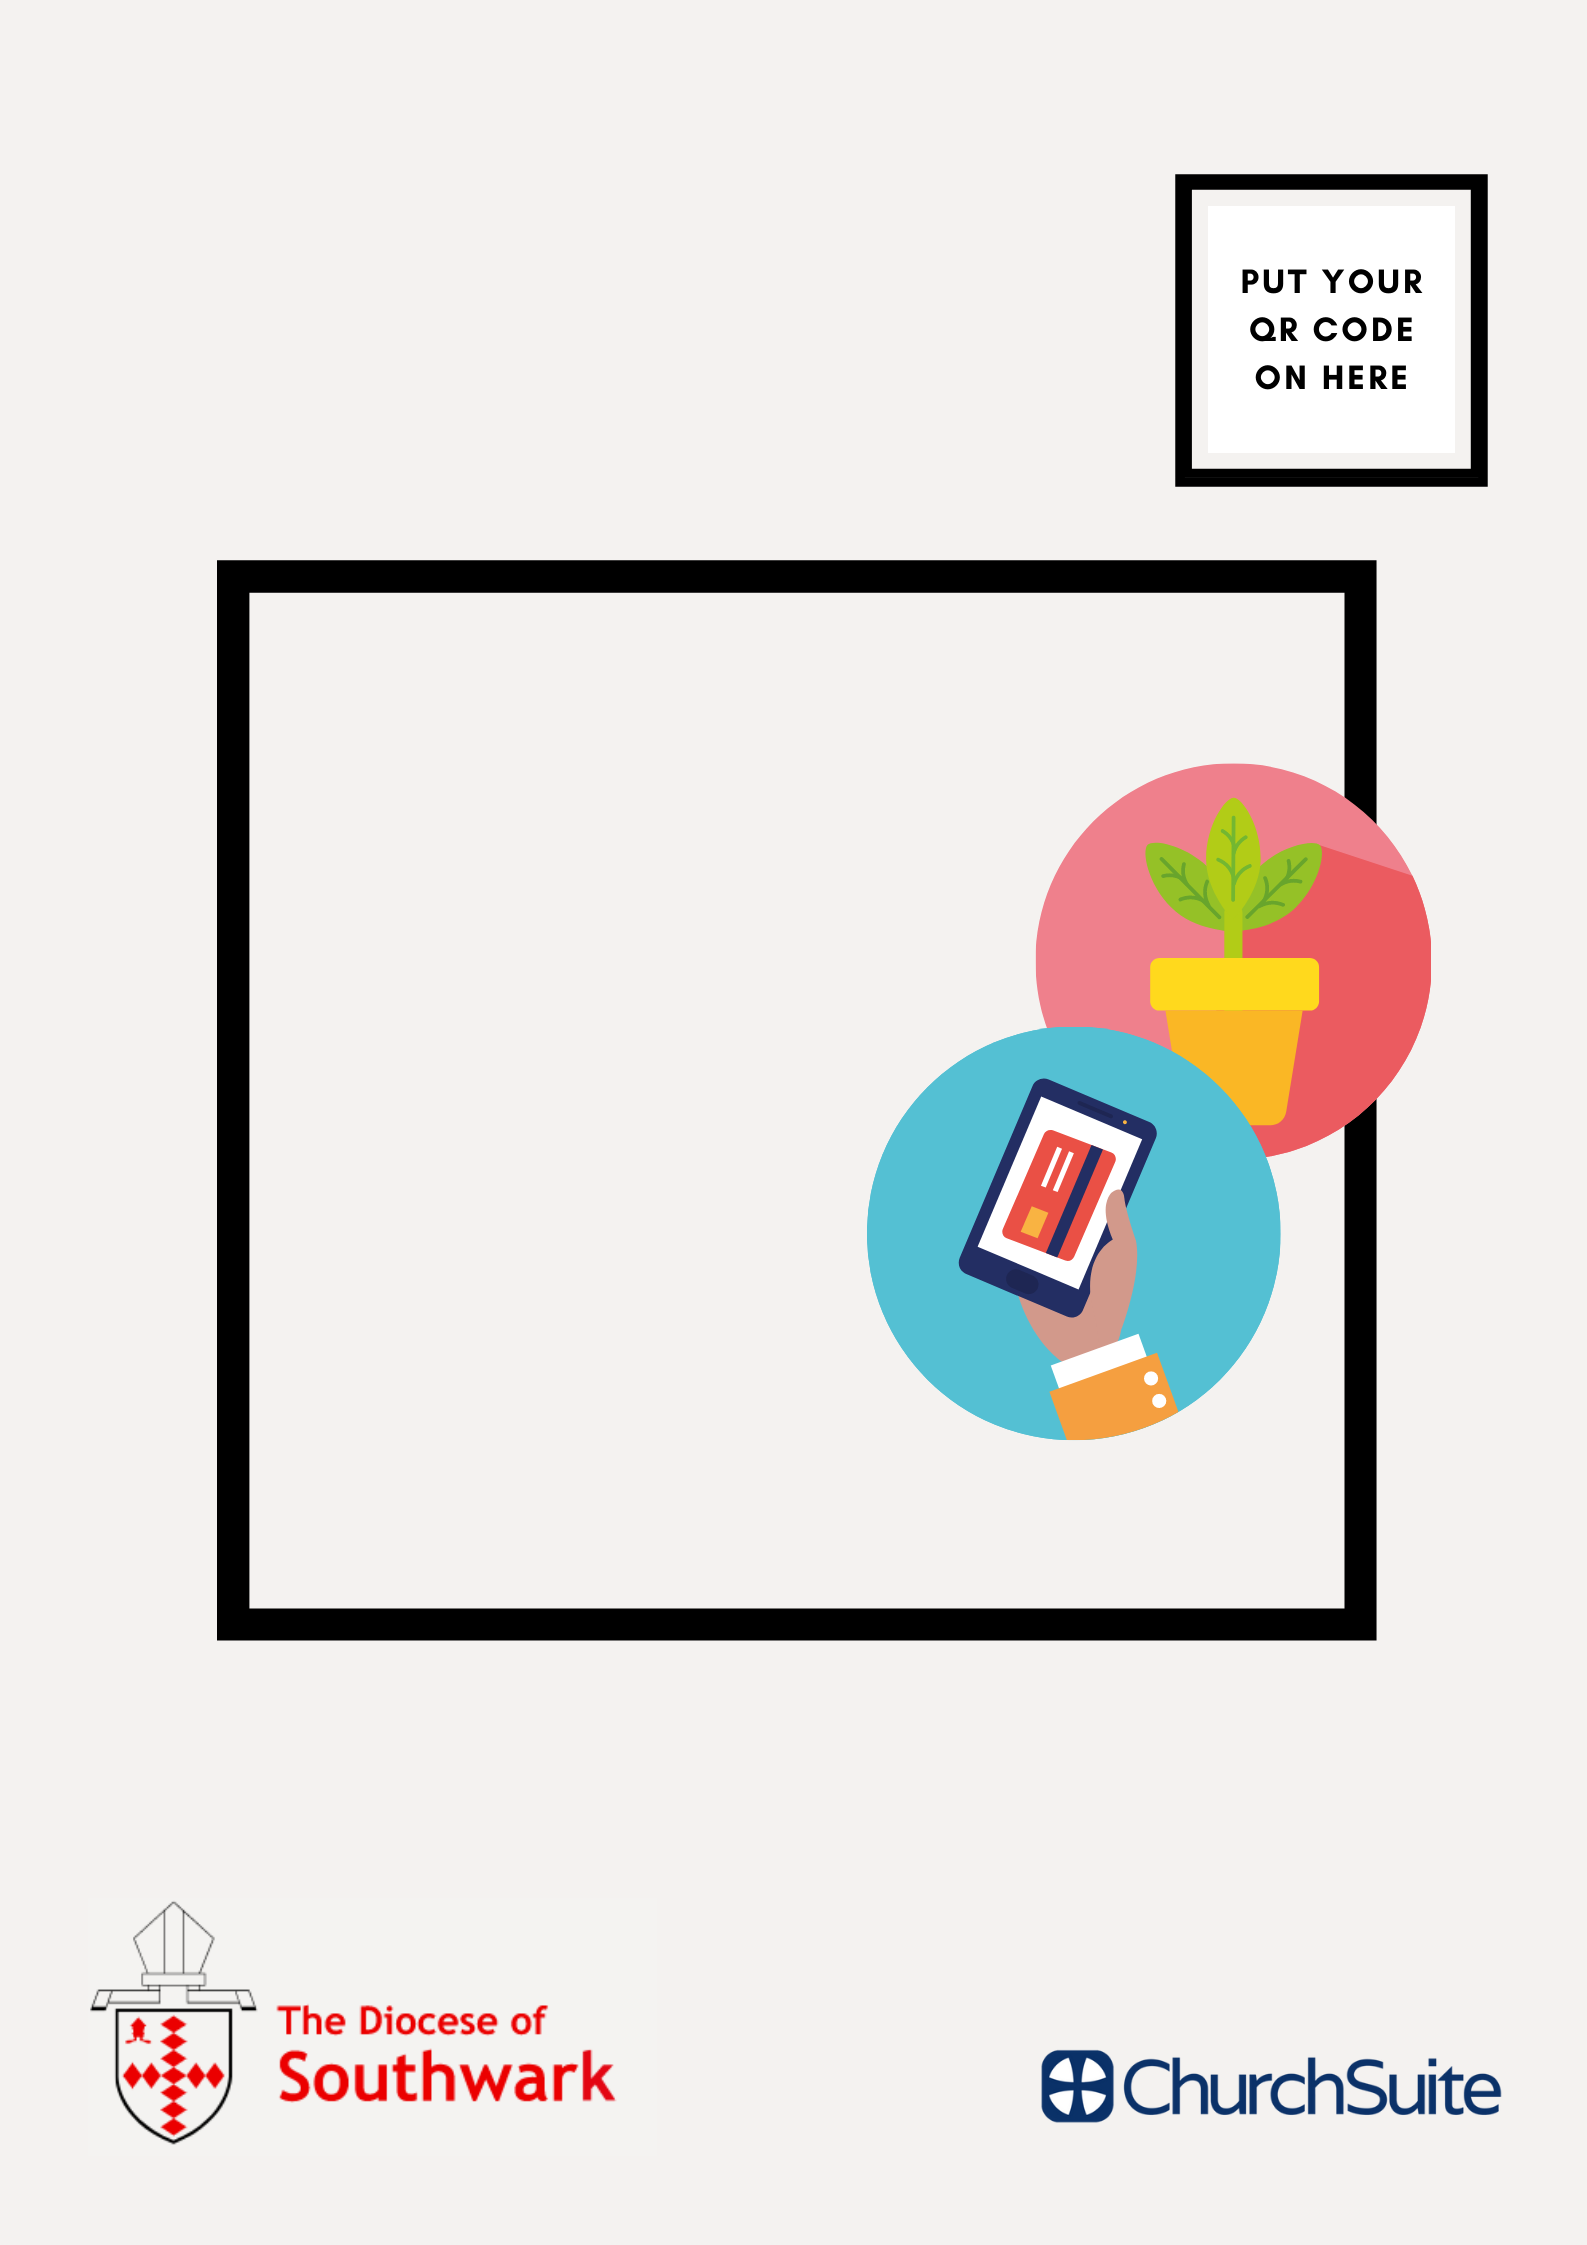 PUT YOUR
QR CODE
ON HERE
The Diocese of
Southwark
ChurchSuite